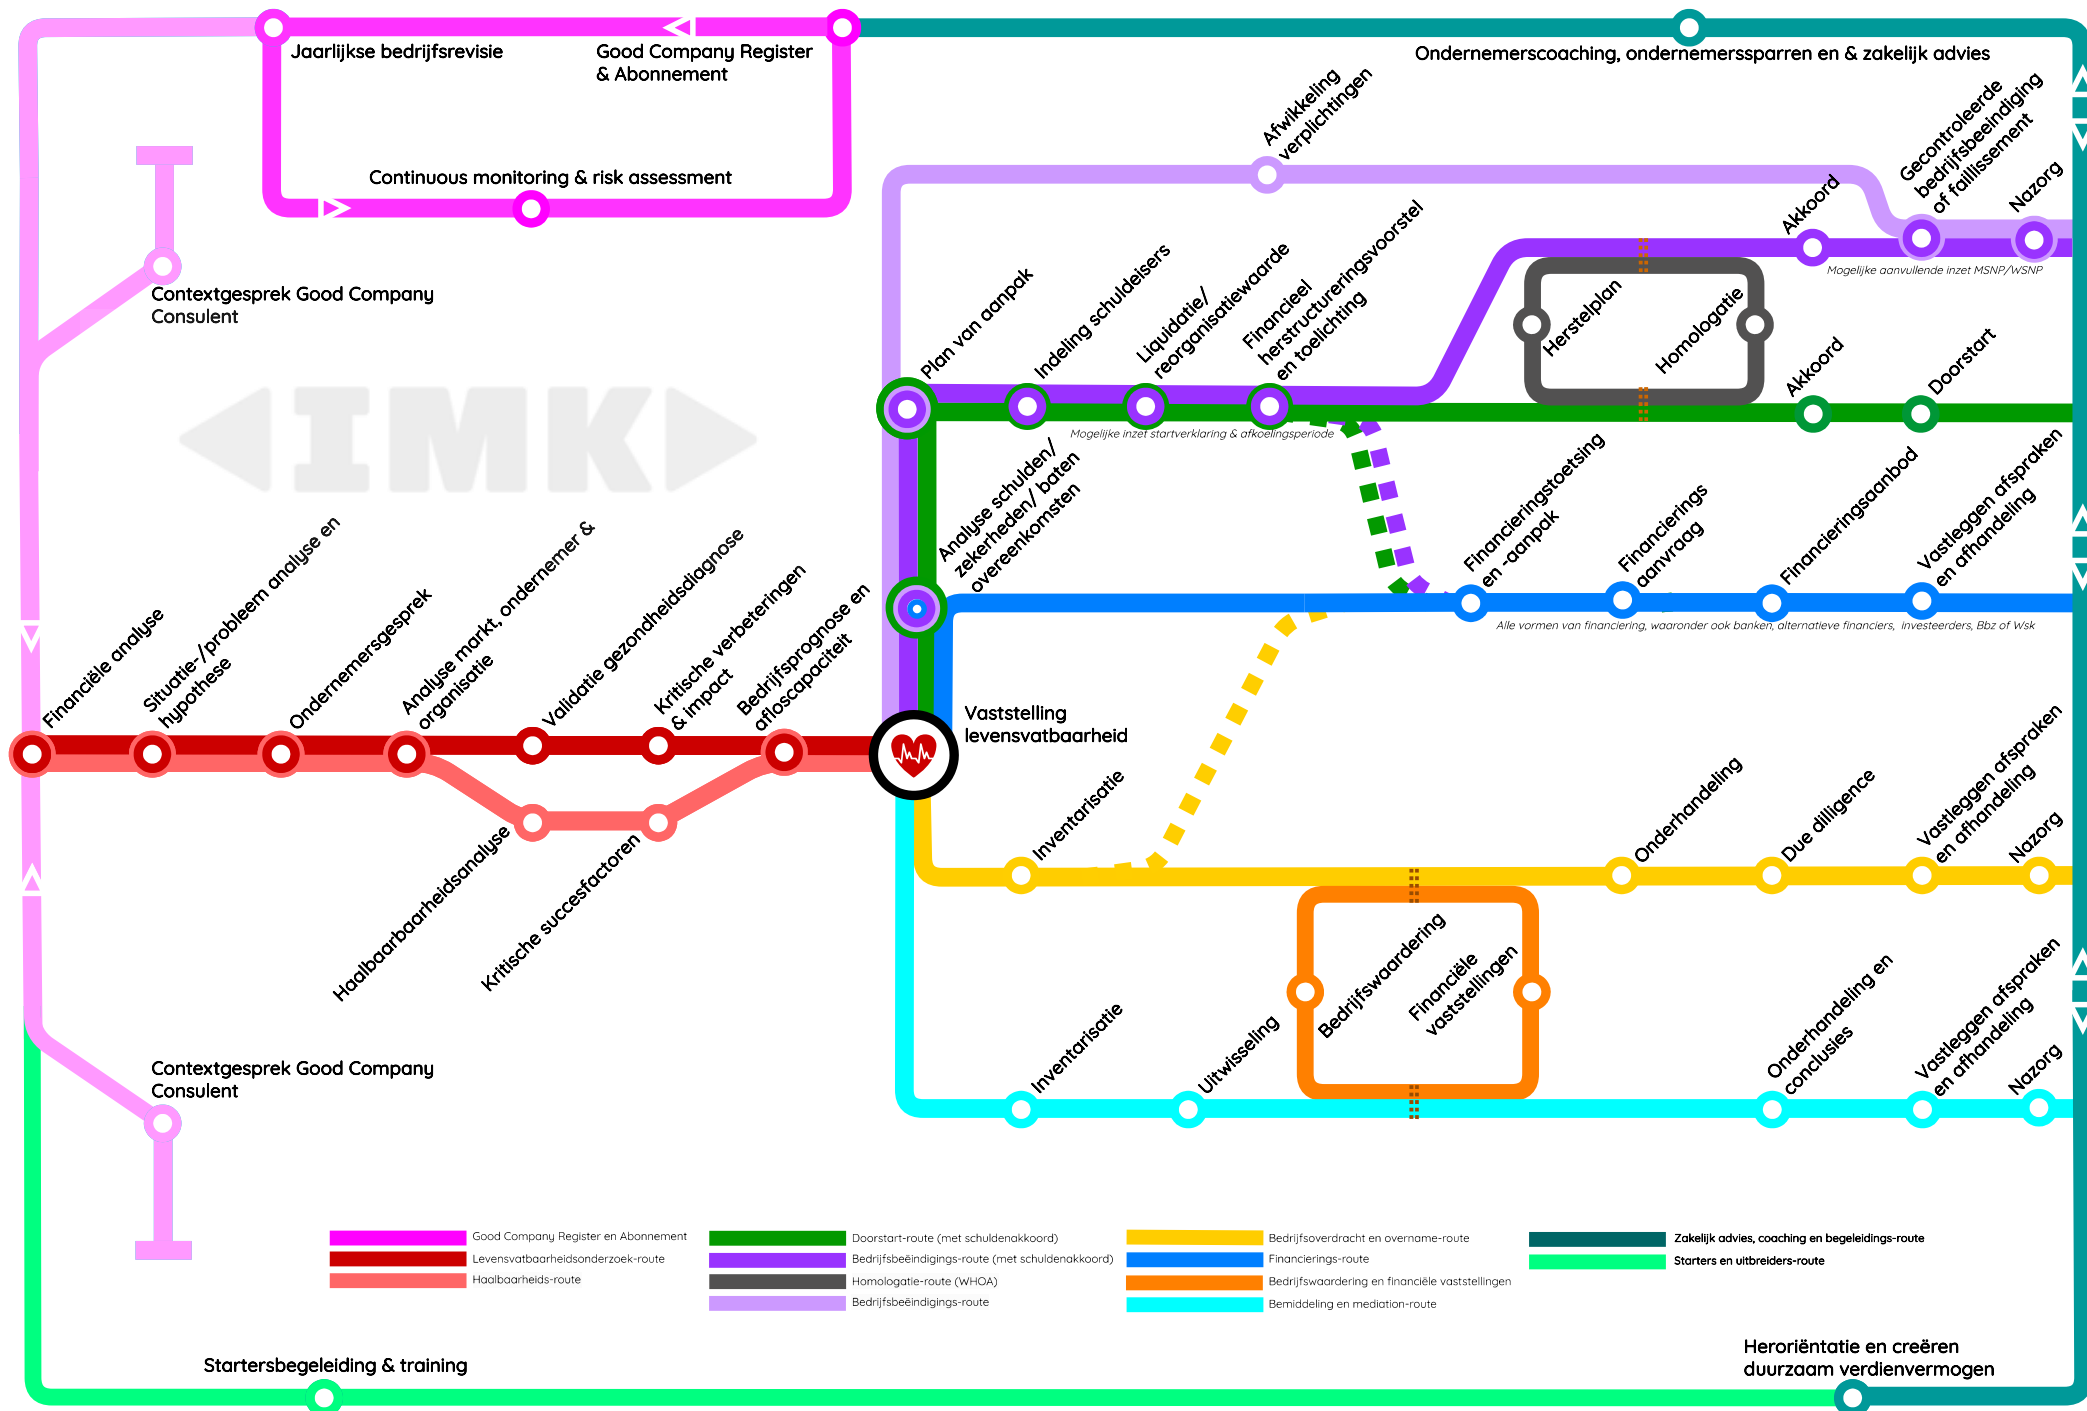 Jaarlijkse bedrijfsrevisie
Good Company Register
& Abonnement
Ondernemerscoaching, ondernemerssparren en & zakelijk advies
Continuous monitoring & risk assessment
Afwikkeling
verplichtingen
Gecontroleerde
bedrijfsbeeindiging
of faillissement
Nazorg
Akkoord
Mogelijke aanvullende inzet MSNP/WSNP
Contextgesprek Good Company
Consulent
Plan van aanpak
Indeling schuldeisers
Liquidatie/
reorganisatiewaarde
Financieel
herstructureringsvoorstel
en toelichting
Herstelplan
Homologatie
Akkoord
Doorstart
Mogelijke inzet startverklaring & afkoelingsperiode
IMK
Analyse schulden/
zekerheden/ baten
overeenkomsten
Financieringstoetsing
en -aanpak
Financierings
aanvraag
Financieringsaanbod
Vastleggen afspraken
en afhandeling
Alle vormen van financiering, waaronder ook banken, alternatieve financiers, investeerders, Bbz of Wsk
Financiële analyse
Situatie-/probleem analyse en
hypothese
Ondernemersgesprek
Analyse markt, ondernemer &
organisatie
Validatie gezondheidsdiagnose
Kritische verbeteringen
& impact
Bedrijfsprognose en
afloscapaciteit
Vaststelling
levensvatbaarheid
Haalbaarbaarheidsanalyse
Kritische succesfactoren
Inventarisatie
Onderhandeling
Due dilligence
Vastleggen afspraken
en afhandeling
Nazorg
Bedrijfswaardering
Financiële
vaststellingen
Inventarisatie
Uitwisseling
Onderhandeling en
conclusies
Vastleggen afspraken
en afhandeling
Nazorg
Contextgesprek Good Company
Consulent
Good Company Register en Abonnement
Levensvatbaarheidsonderzoek-route
Haalbaarheids-route
Doorstart-route (met schuldenakkoord)
Bedrijfsbeëindigings-route (met schuldenakkoord)
Homologatie-route (WHOA)
Bedrijfsbeëindigings-route
Bedrijfsoverdracht en overname-route
Financierings-route
Bedrijfswaardering en financiële vaststellingen
Bemiddeling en mediation-route
Zakelijk advies, coaching en begeleidings-route
Starters en uitbreiders-route
Startersbegeleiding & training
Heroriëntatie en creëren
duurzaam verdienvermogen